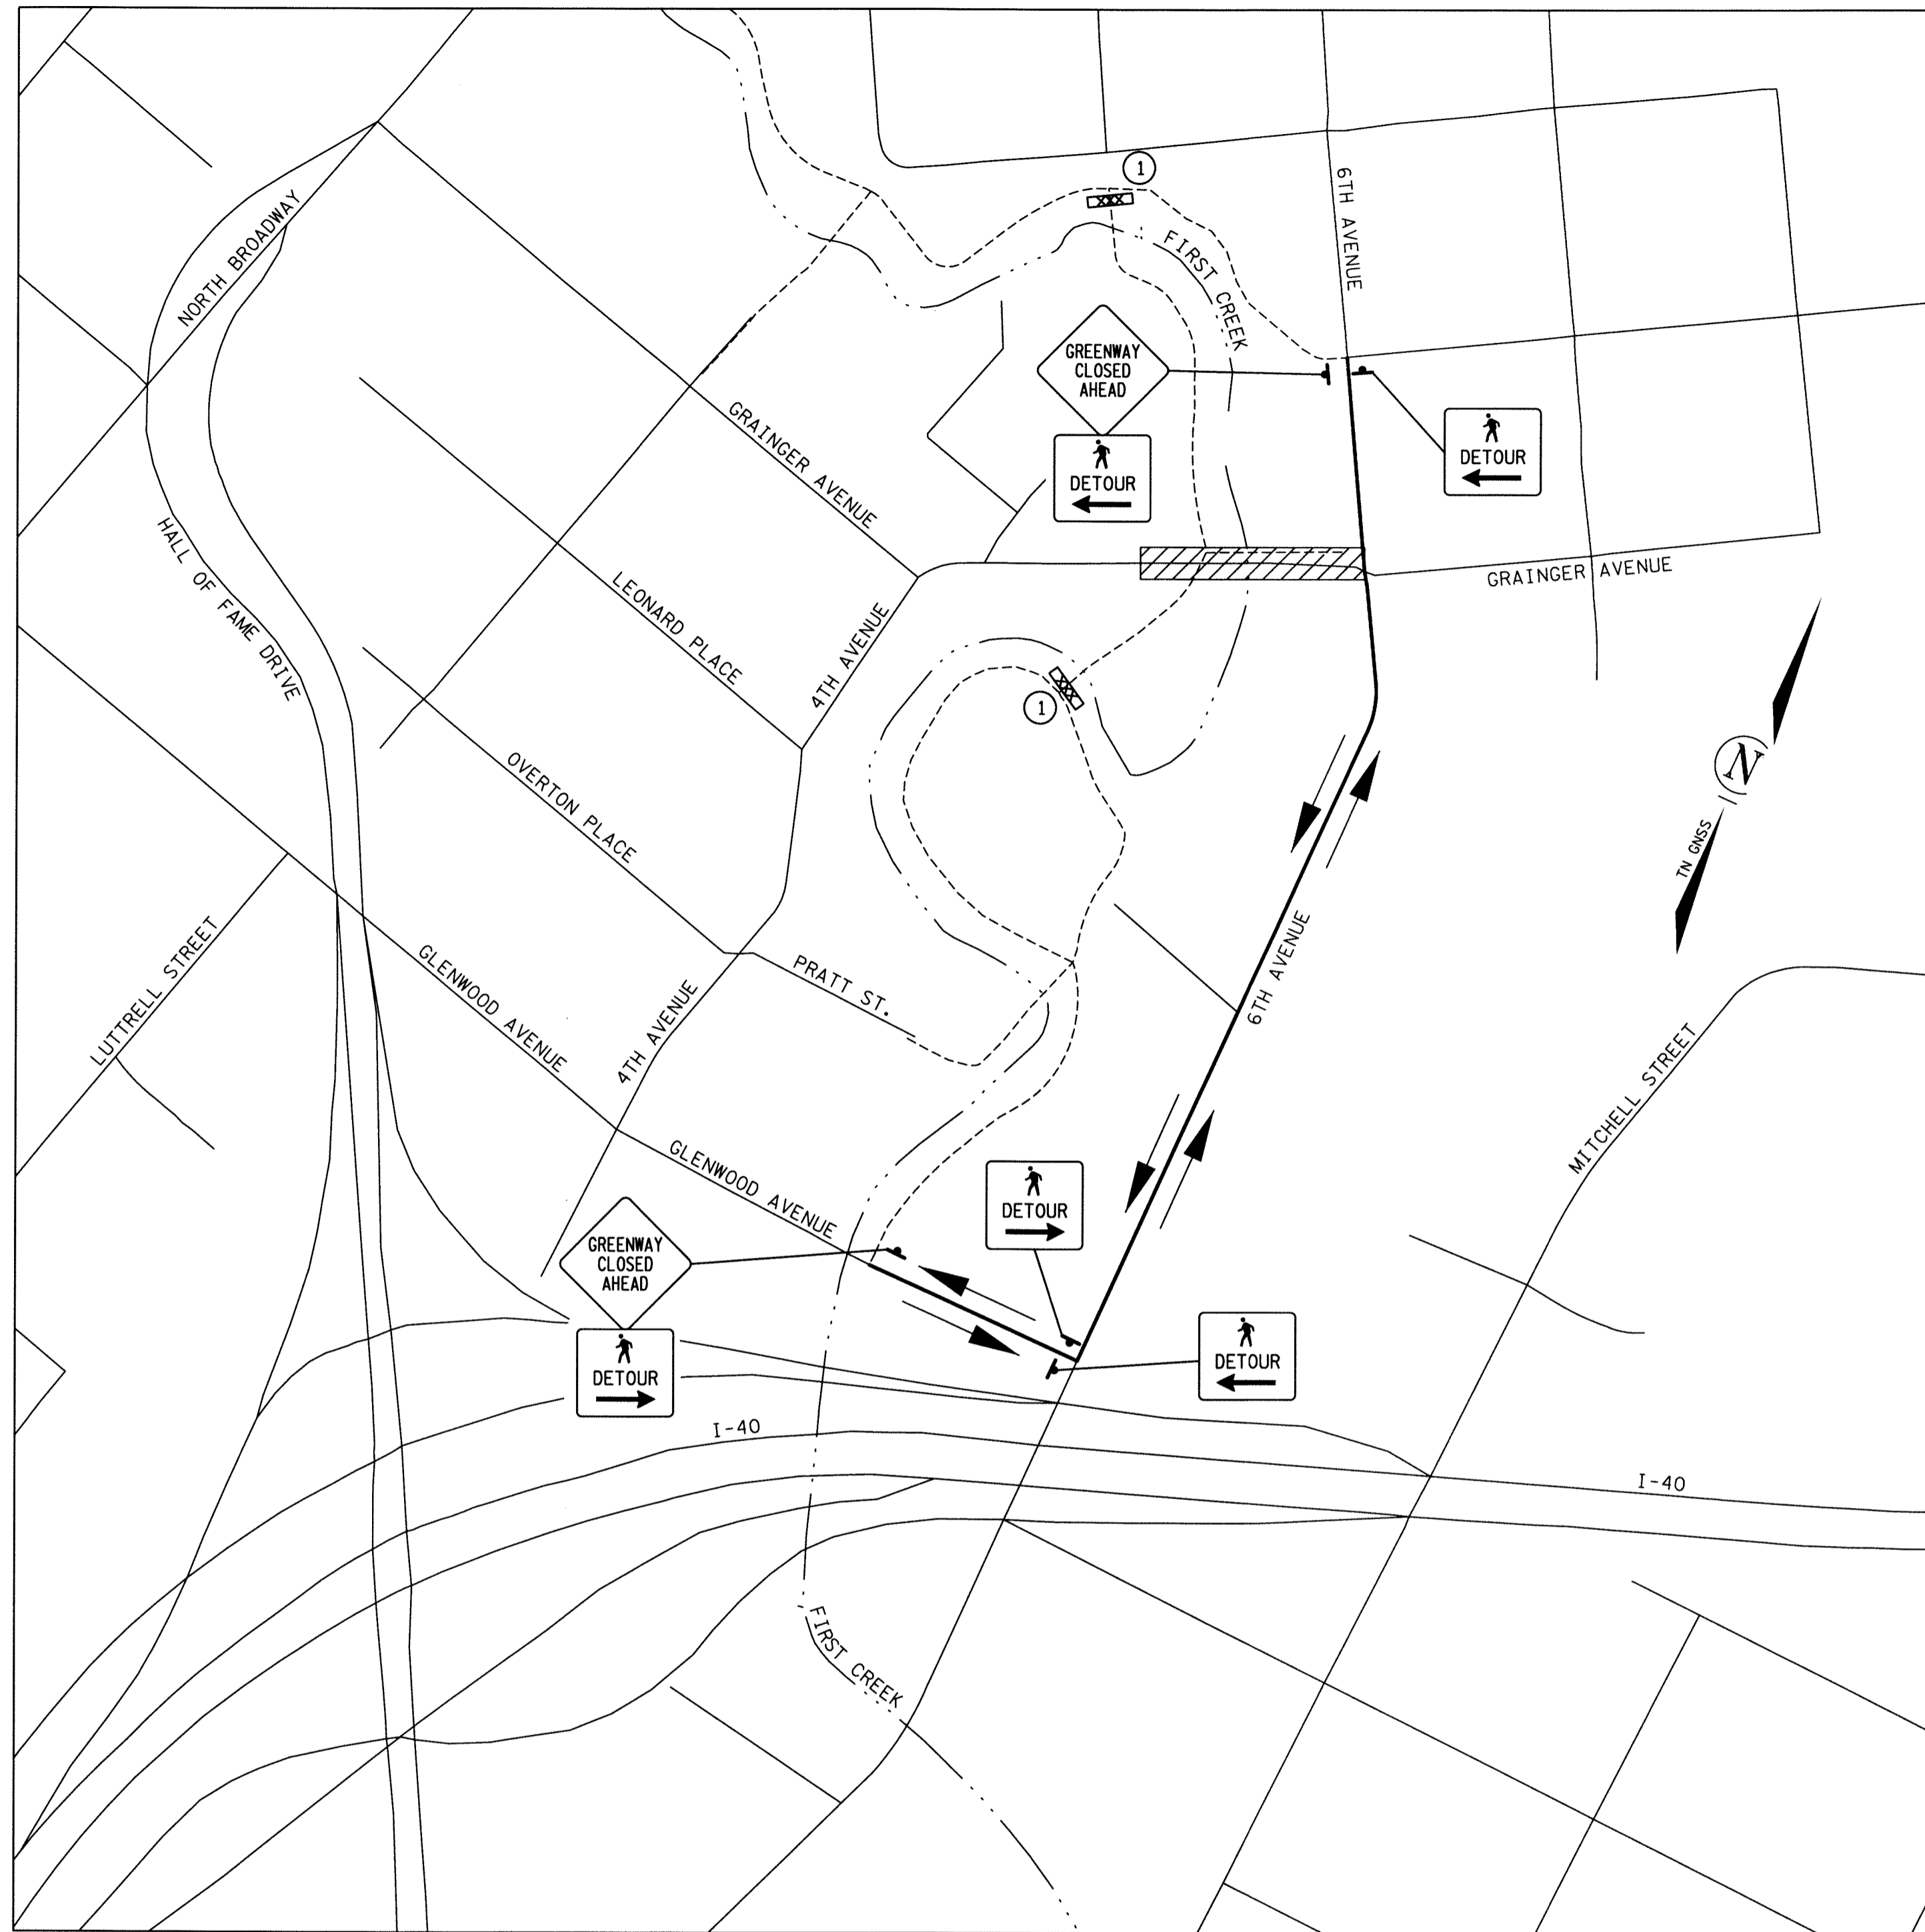 1
6TH AVENUE
NORTH BROADWAY
FIRST CREEK
GREENWAY
CLOSED
AHEAD
DETOUR
DETOUR
GRAINGER AVENUE
HALL OF FAME DRIVE
LEONARD PLACE
4TH AVENUE
GRAINGER AVENUE
1
OVERTON PLACE
N
TN GNSS
LUTTRELL STREET
GLENWOOD AVENUE
PRATT ST.
4TH AVENUE
6TH AVENUE
MITCHELL STREET
GLENWOOD AVENUE
DETOUR
GREENWAY
CLOSED
AHEAD
DETOUR
DETOUR
I-40
I-40
FIRST CREEK